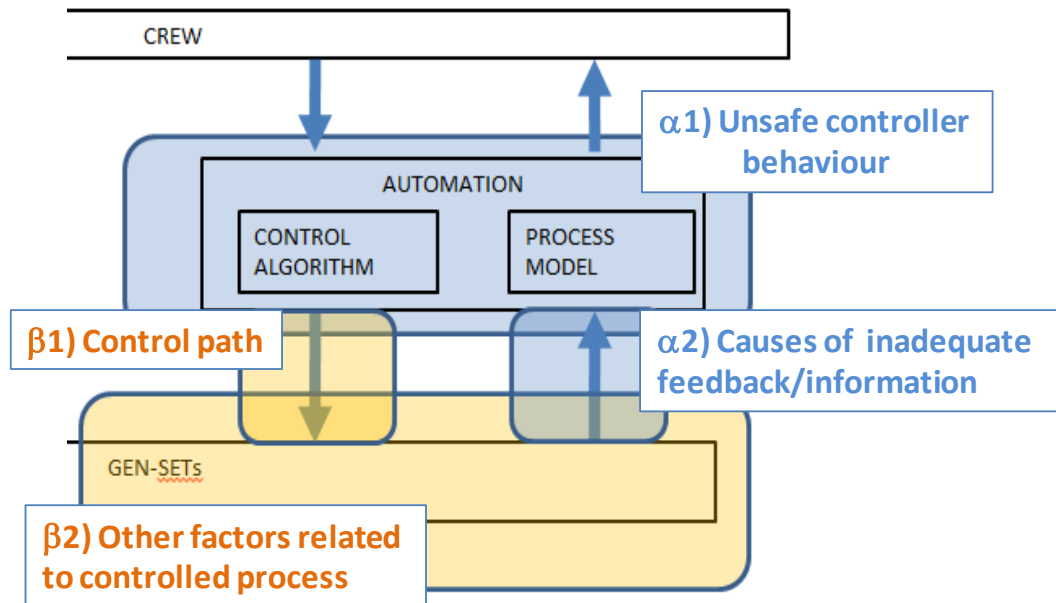 CREW
α1) Unsafe controller
behaviour
AUTOMATION
CONTROL
ALGORITHM
PROCESS
MODEL
β1) Control path
α2) Causes of inadequate
feedback/information
GEN-SETs
β2) Other factors related
to controlled process